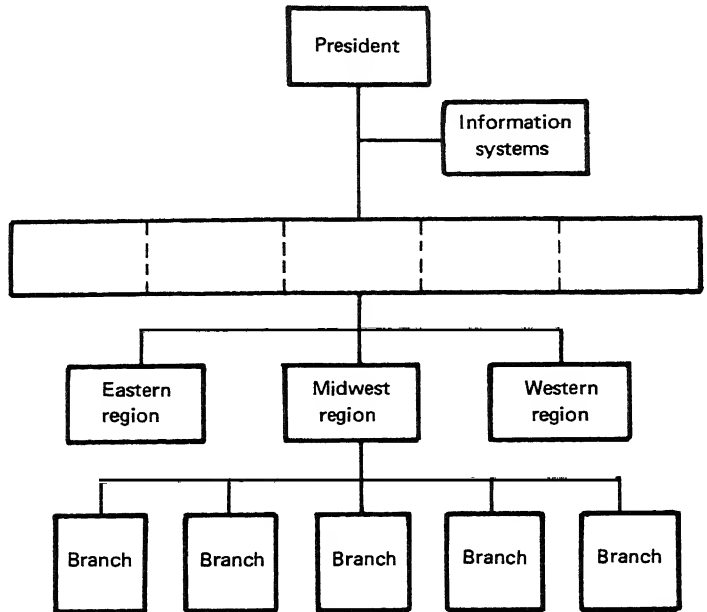 President
Information
systems
Eastern
region
Midwest
region
Western
region
Branch
Branch
Branch
Branch
Branch